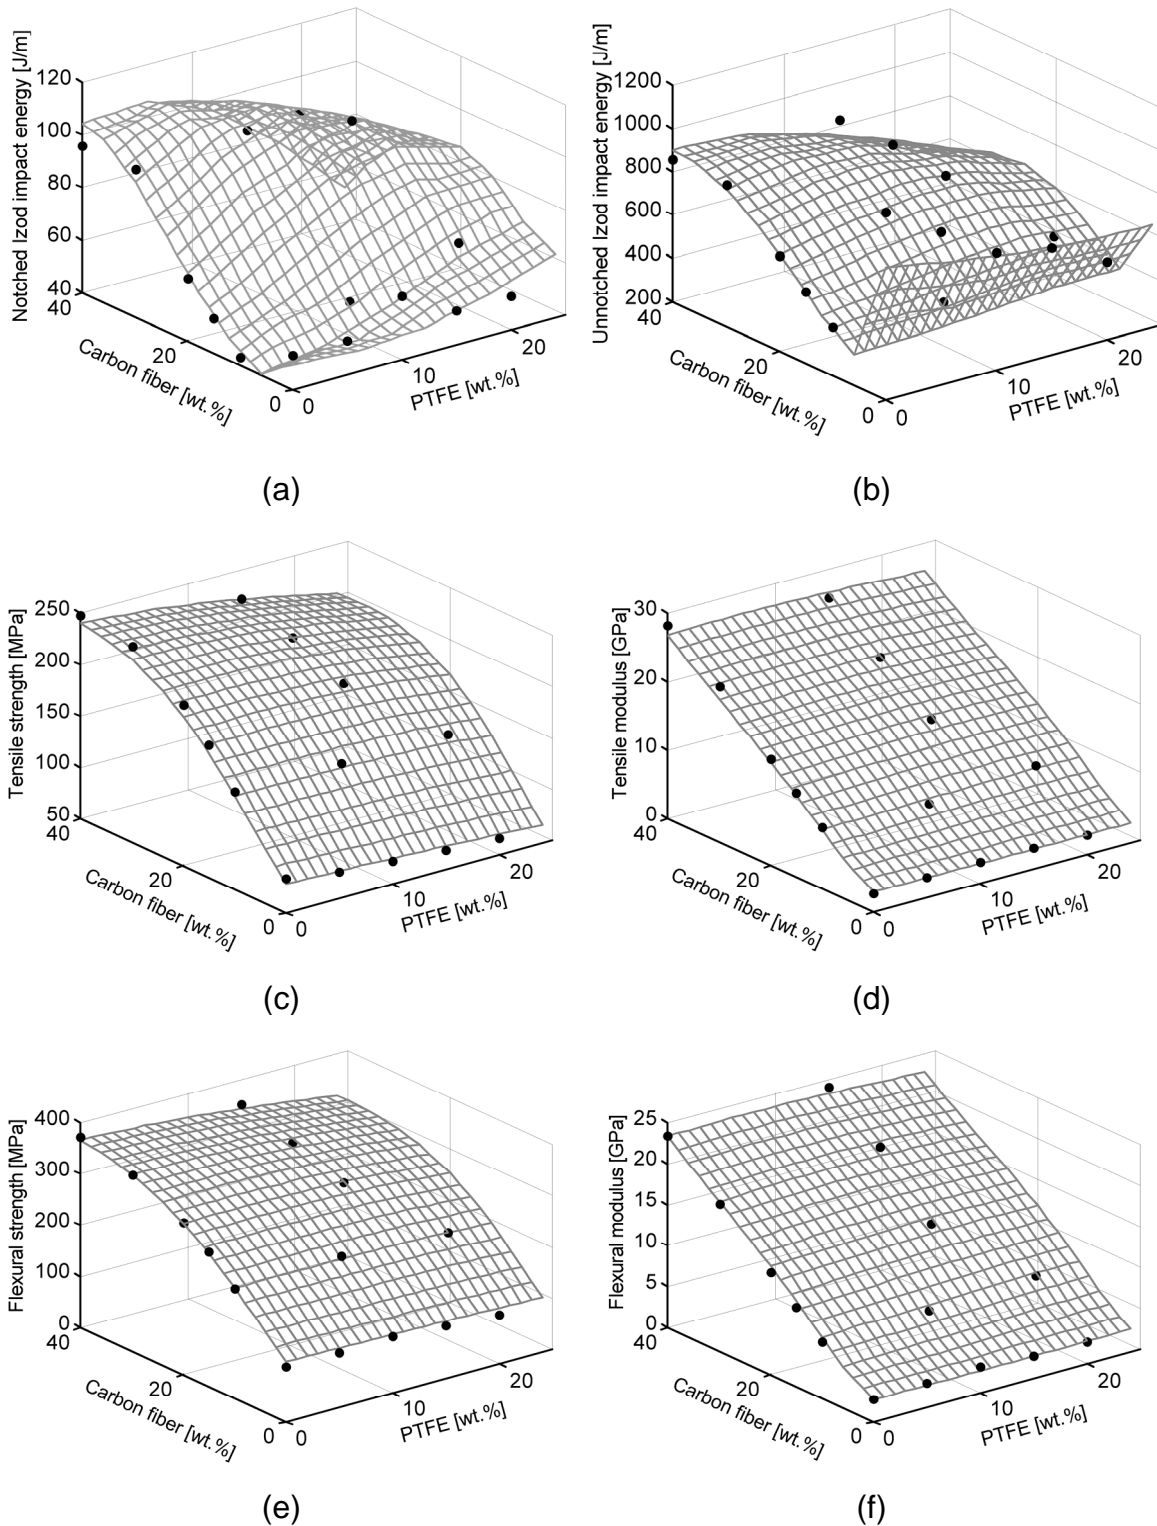 Notched Izod impact energy [J/m]
120
100
80
60
40
40
20
0
Carbon fiber [wt.%]
0
10
20
PTFE [wt.%]
(a)
Unnotched Izod impact energy [J/m]
1200
1000
800
600
400
200
40
20
0
Carbon fiber [wt.%]
0
10
20
PTFE [wt.%]
(b)
Tensile strength [MPa]
250
200
150
100
50
40
20
0
Carbon fiber [wt.%]
0
10
20
PTFE [wt.%]
(c)
Tensile modulus [GPa]
30
20
10
0
40
20
0
Carbon fiber [wt.%]
0
10
20
PTFE [wt.%]
(d)
Flexural strength [MPa]
400
300
200
100
0
40
20
0
Carbon fiber [wt.%]
0
10
20
PTFE [wt.%]
(e)
Flexural modulus [GPa]
25
20
15
10
5
0
40
20
0
Carbon fiber [wt.%]
0
10
20
PTFE [wt.%]
(f)